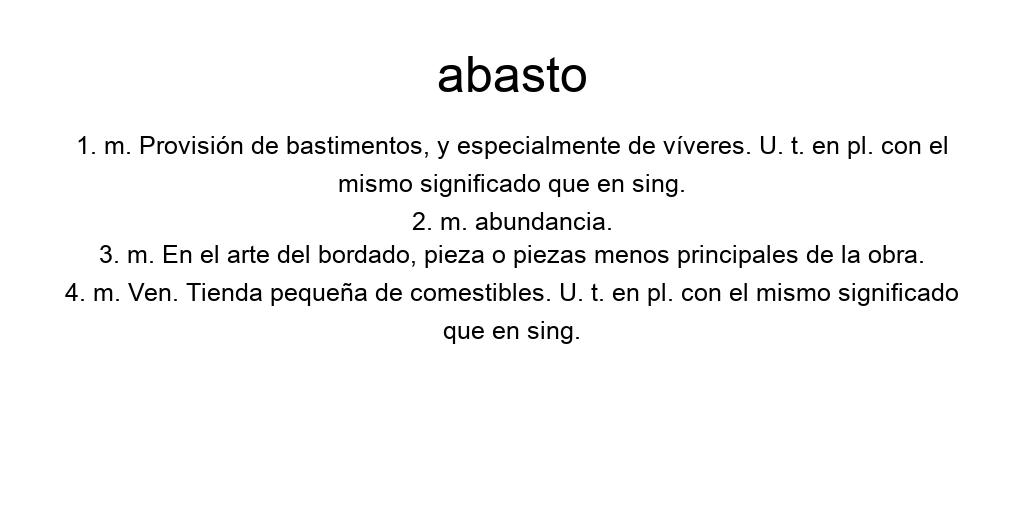 abasto
1. m. Provisión de bastimentos, y especialmente de víveres. U. t. en pl. con el
mismo significado que en sing.
2. m. abundancia.
3. m. En el arte del bordado, pieza o piezas menos principales de la obra.
4. m. Ven. Tienda pequeña de comestibles. U. t. en pl. con el mismo significado
que en sing.